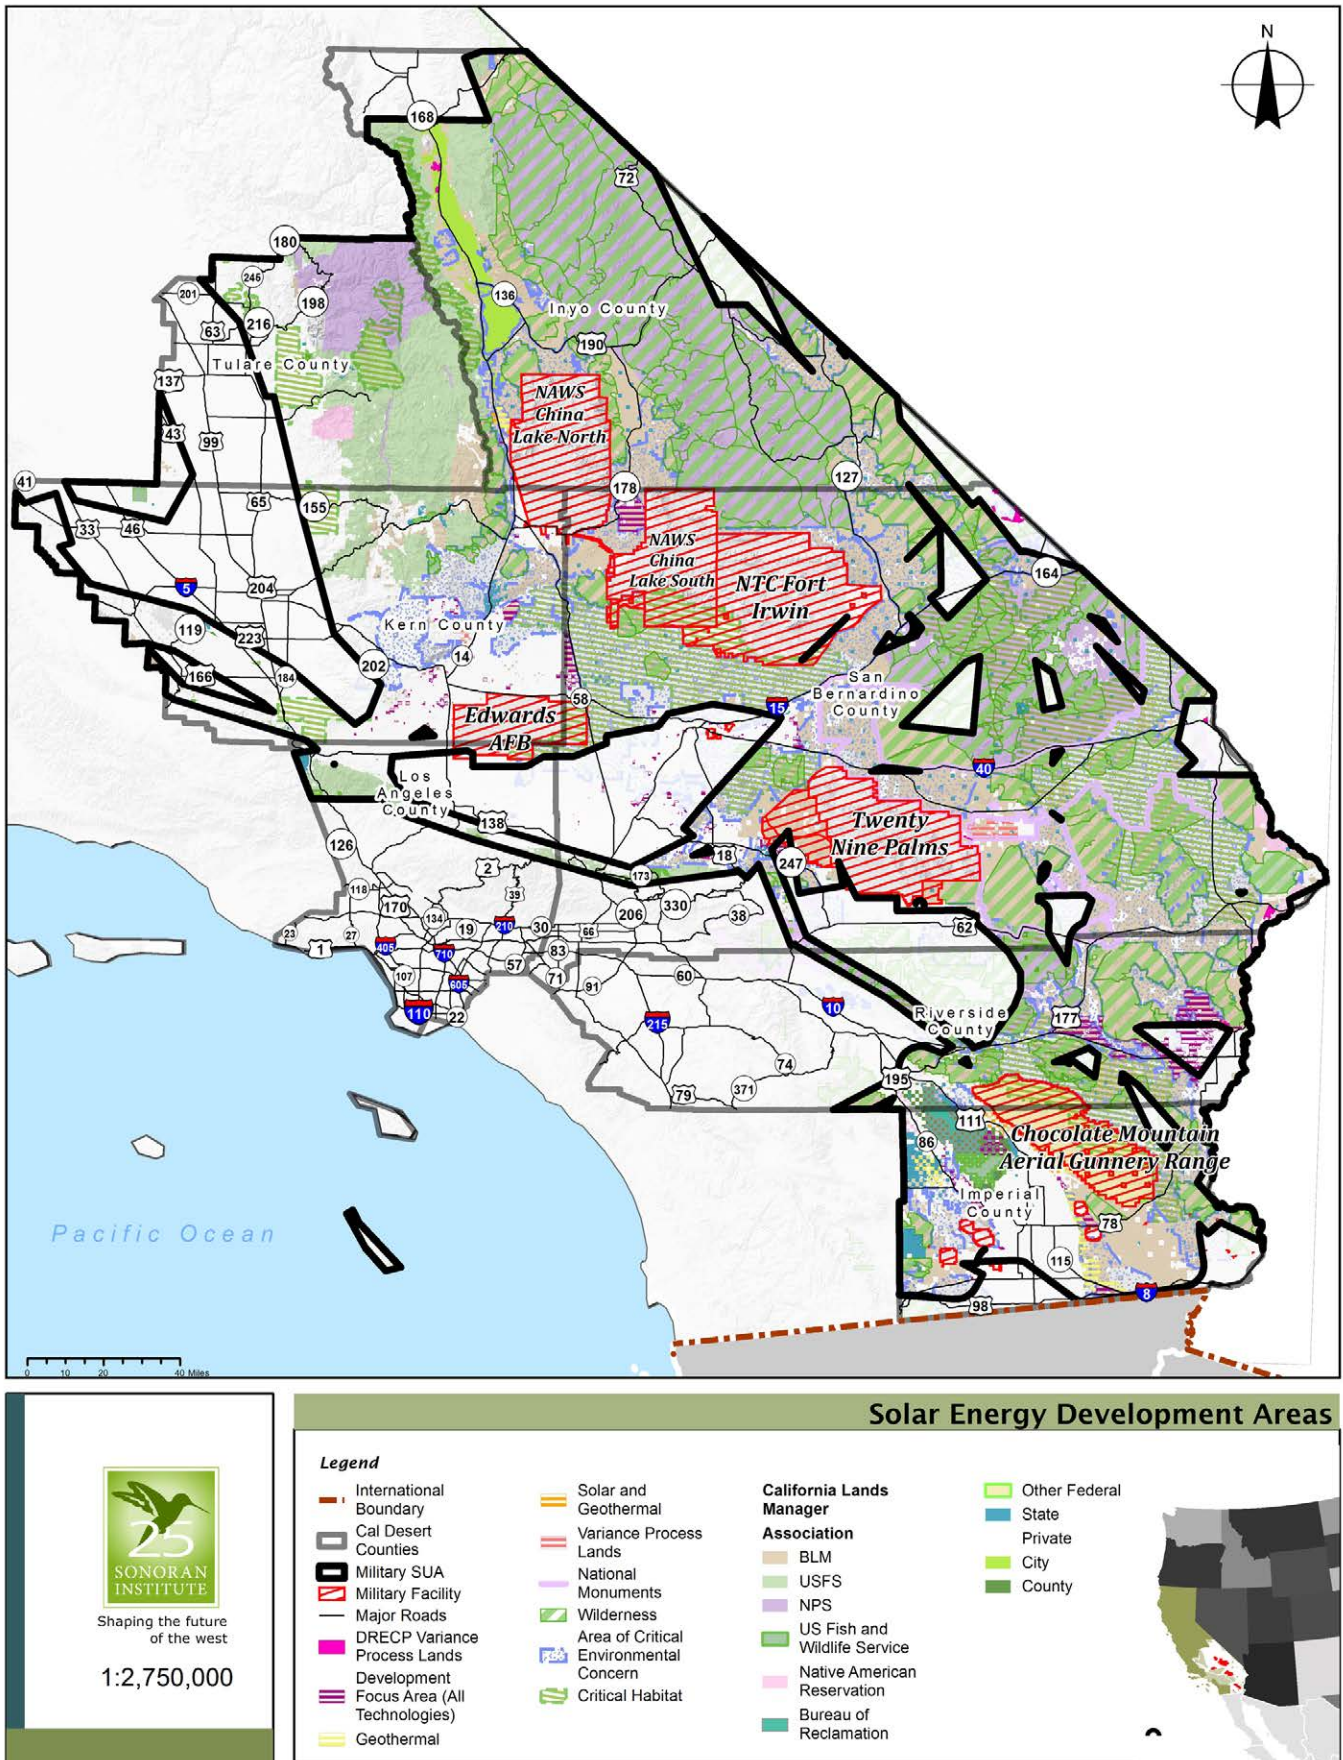 N
168
72
180
245
201
198
136
Inyo County
63
216
190
Tulare County
137
NAWS
China
Lake North
43
99
127
41
178
65
155
33
46
NAWS
China
Lake South
NTC Fort
Irwin
164
5
204
119
Kern County
223
14
202
166
184
San
Bernardino
County
58
15
Edwards
AFB
40
Los
Angeles
County
138
Twenty
Nine Palms
126
18
247
2
173
118
39
170
134
206
330
38
19
210
30
66
62
23
27
1
405
710
83
57
107
605
71
91
60
10
Riverside
County
177
110
22
215
74
195
79
371
111
86
Chocolate Mountain
Aerial Gunnery Range
Imperial
County
78
Pacific Ocean
115
8
98
0 10 20 40 Miles
Solar Energy Development Areas
25
SONORAN
INSTITUTE
Shaping the future
of the west
1:2,750,000
Legend
International
Boundary
Cal Desert
Counties
Military SUA
Military Facility
Major Roads
DRECP Variance
Process Lands
Development
Focus Area (All
Technologies)
Geothermal
Solar and
Geothermal
Variance Process
Lands
National
Monuments
Wilderness
Area of Critical
Environmental
Concern
Critical Habitat
California Lands
Manager
Association
BLM
USFS
NPS
US Fish and
Wildlife Service
Native American
Reservation
Bureau of
Reclamation
Other Federal
State
Private
City
County